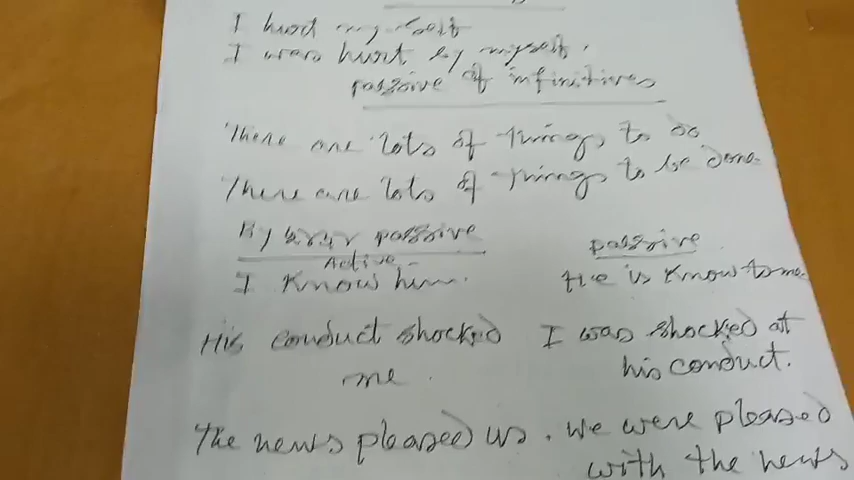 I hurt myself
I was hurt by myself.
passive of infinitives
There are lots of things to do
There are lots of things to be done.
By passive passive
Active
I Know him. He is Know to me.
His conduct shocked I was shocked at
me. his conduct.
The news pleased us. We were pleased
with the news